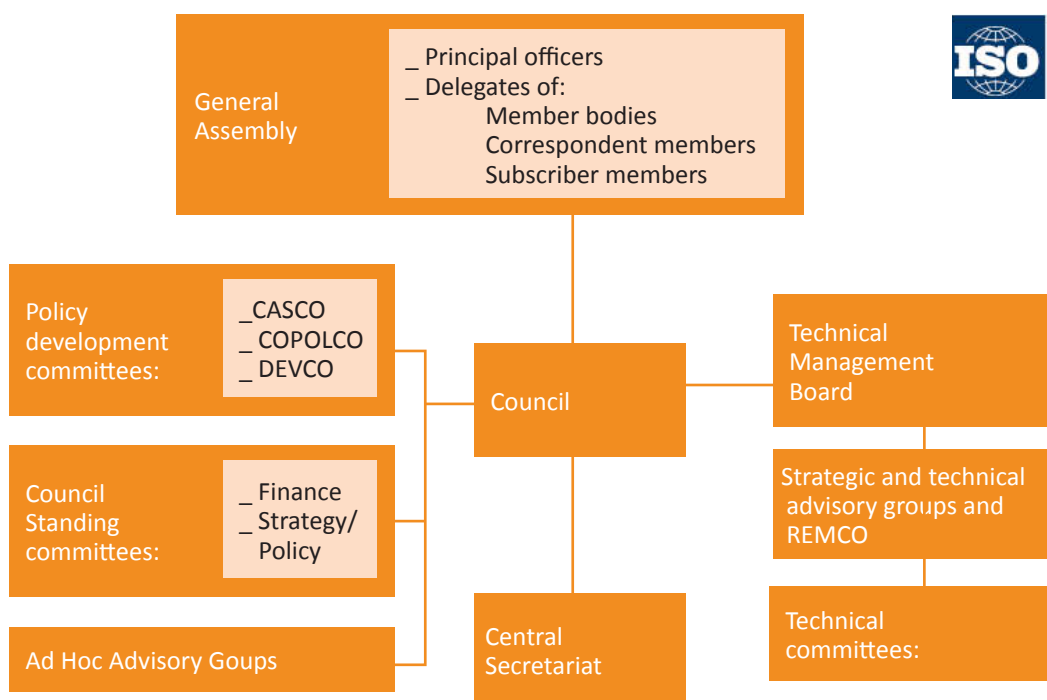 General
Assembly
_ Principal officers
_ Delegates of:
Member bodies
Correspondent members
Subscriber members
ISO
Policy
development
committees:
_CASCO
_ COPOLCO
_ DEVCO
Council
Standing
committees:
_ Finance
_ Strategy/
Policy
Ad Hoc Advisory Goups
Council
Central
Secretariat
Technical
Management
Board
Strategic and technical
advisory groups and
REMCO
Technical
committees: